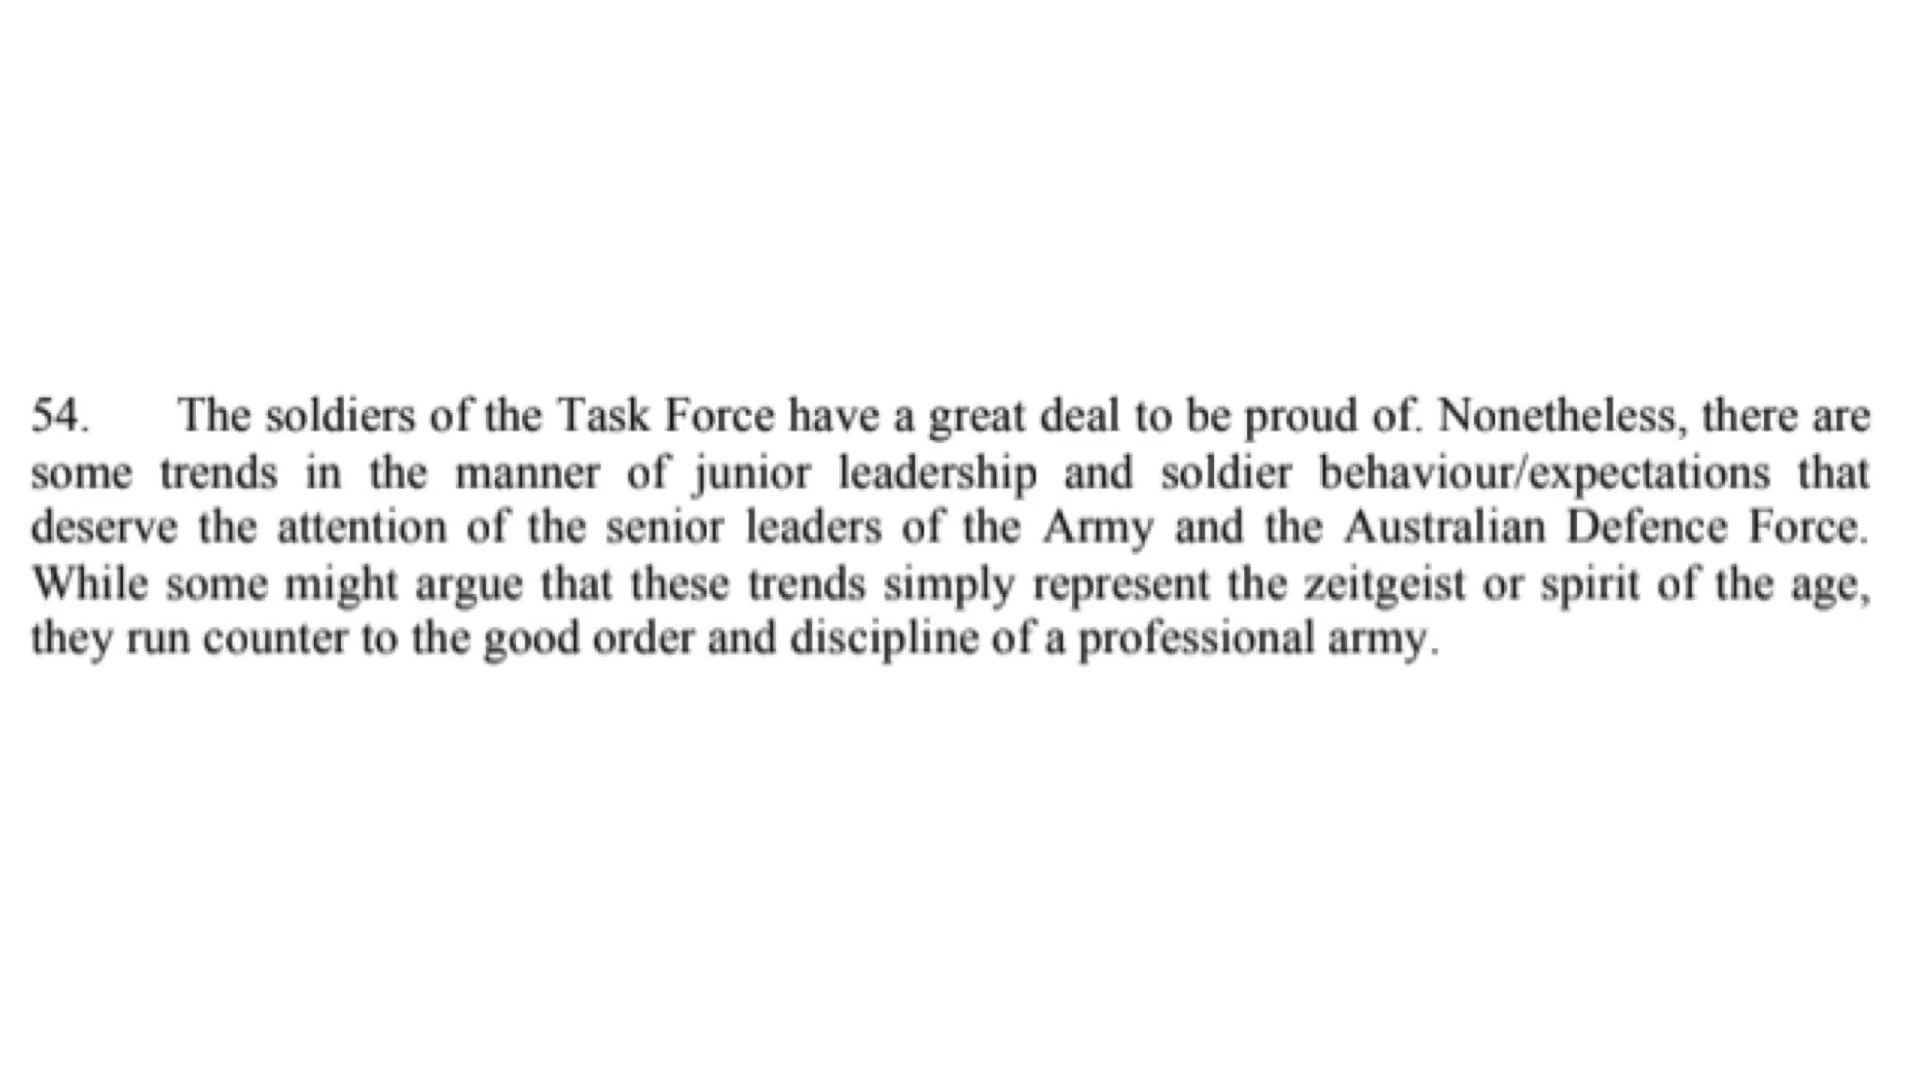 54. The soldiers of the Task Force have a great deal to be proud of. Nonetheless, there are
some trends in the manner of junior leadership and soldier behaviour/expectations that
deserve the attention of the senior leaders of the Army and the Australian Defence Force.
While some might argue that these trends simply represent the zeitgeist or spirit of the age,
they run counter to the good order and discipline of a professional army.